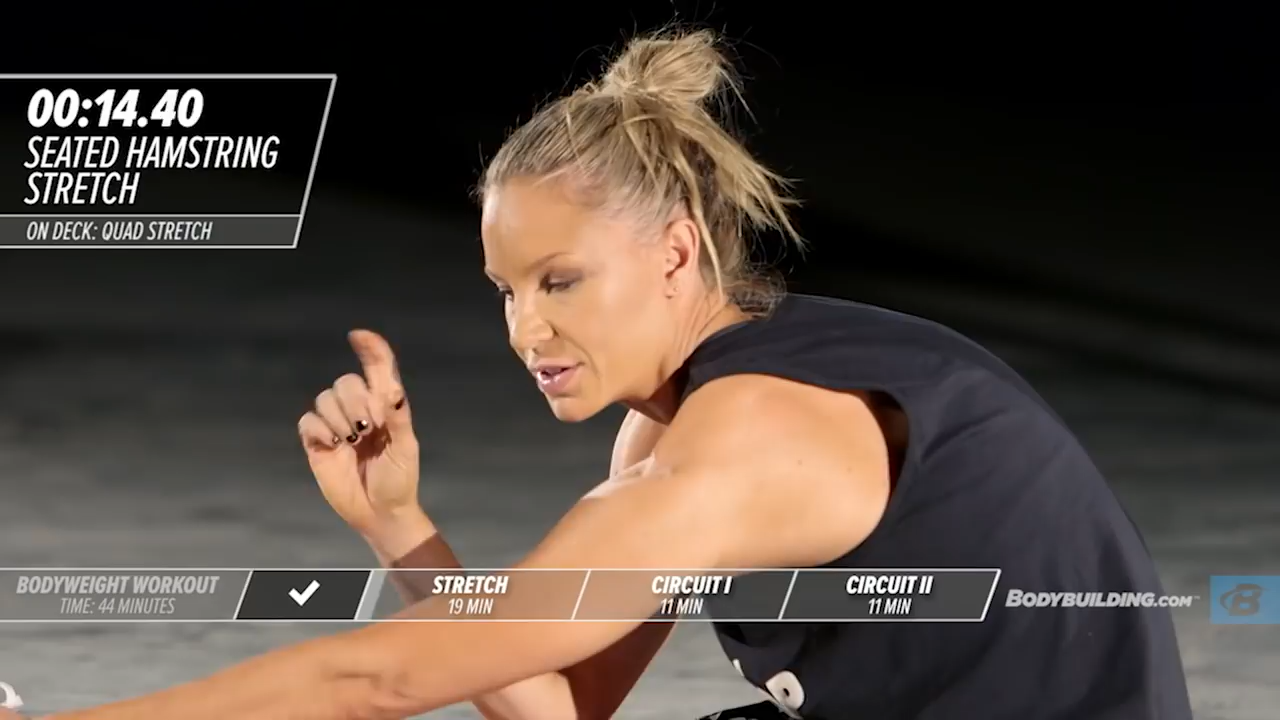 00:14.40
SEATED HAMSTRING
STRETCH
ON DECK: QUAD STRETCH
BODYWEIGHT WORKOUT
TIME: 44 MINUTES
STRETCH
19 MIN
CIRCUIT I
11 MIN
CIRCUIT II
11 MIN
BODYBUILDING.COM™
B